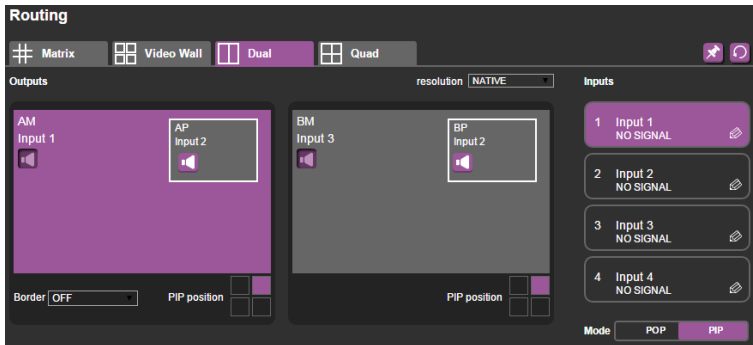 Routing
Matrix
Video Wall
Dual
Quad
Outputs
resolution NATIVE
Inputs
AM
Input 1
AP
Input 2
BM
Input 3
BP
Input 2
1 Input 1
NO SIGNAL
2 Input 2
NO SIGNAL
3 Input 3
NO SIGNAL
4 Input 4
NO SIGNAL
Border OFF
PIP position
PIP position
Mode POP PIP